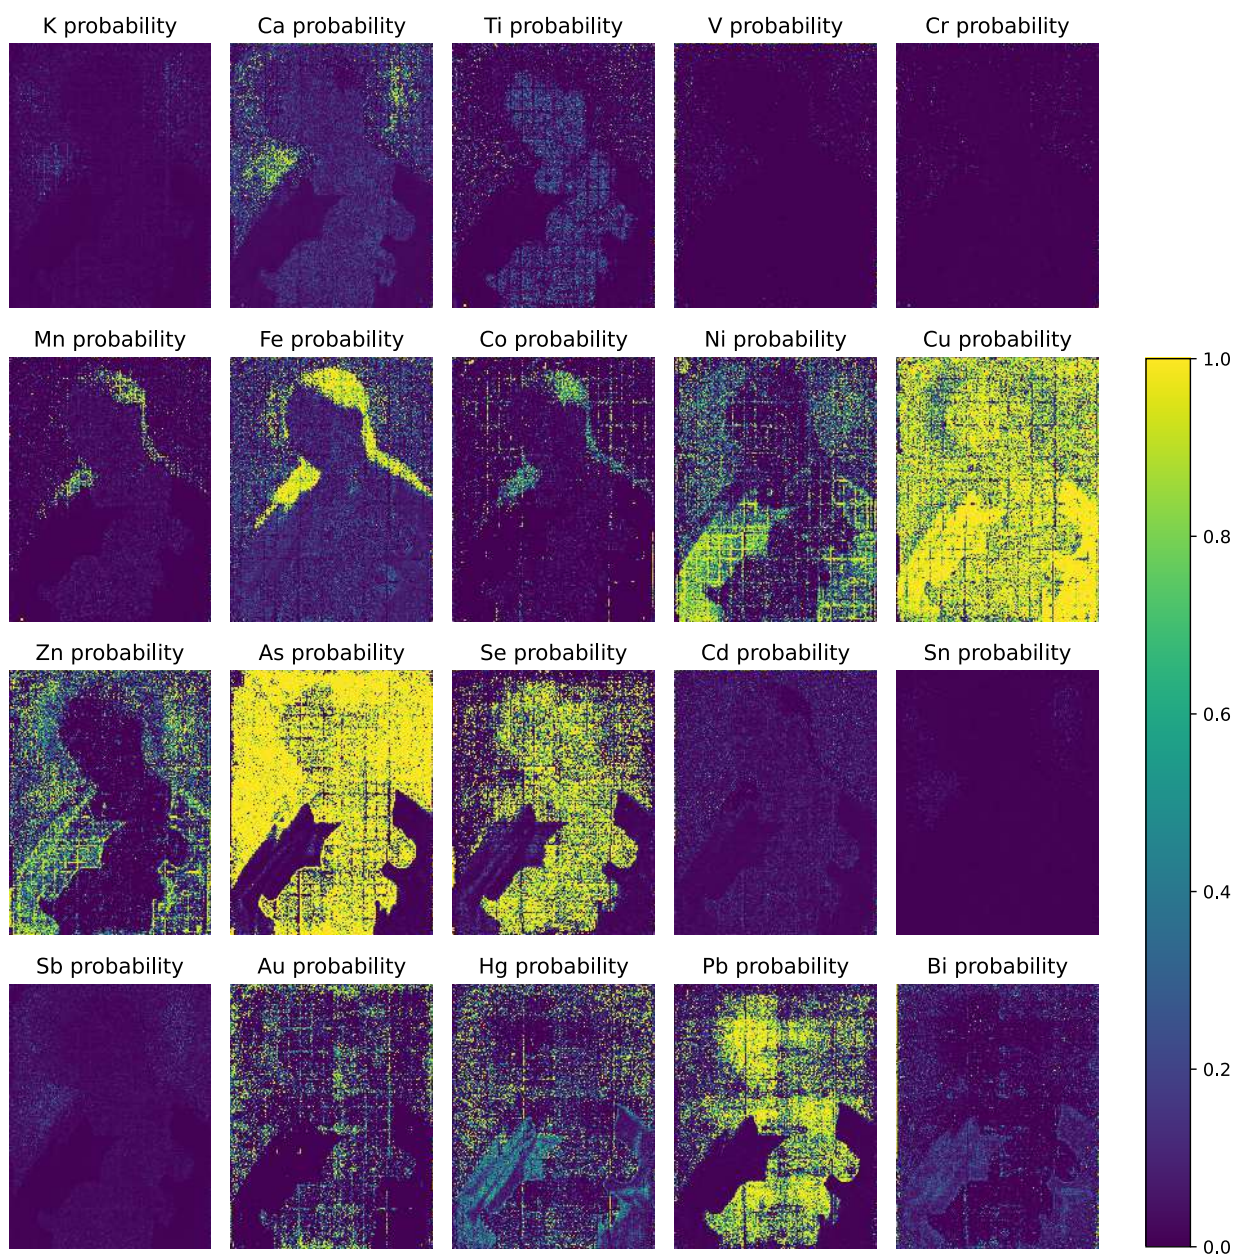 K probability Ca probability Ti probability V probability Cr probability
Mn probability Fe probability Co probability Ni probability Cu probability
1.0
0.8
Zn probability As probability Se probability Cd probability Sn probability
0.6
0.4
Sb probability Au probability Hg probability Pb probability Bi probability
0.2
0.0